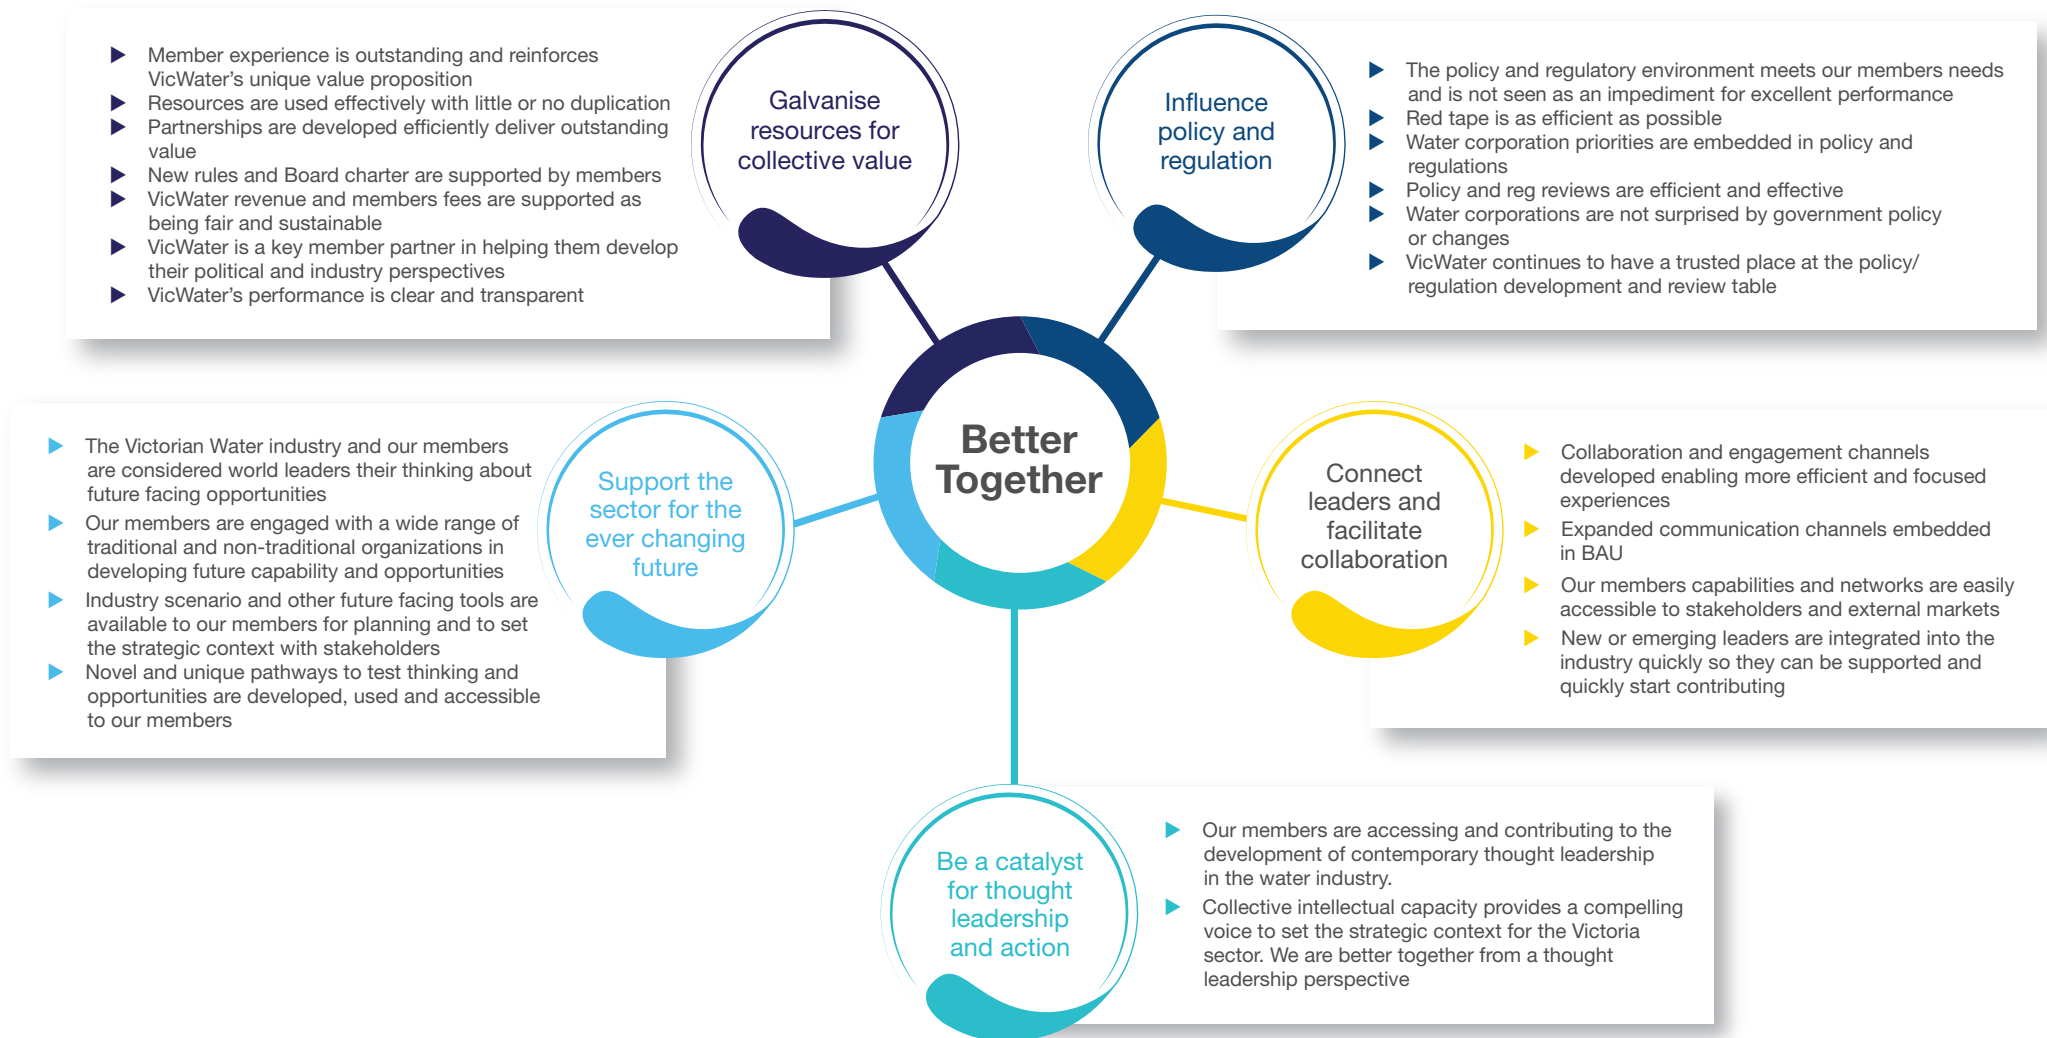 Member experience is outstanding and reinforces
VicWater's unique value proposition
Resources are used effectively with little or no duplication
Partnerships are developed efficiently deliver outstanding
value
New rules and Board charter are supported by members
VicWater revenue and members fees are supported as
being fair and sustainable
VicWater is a key member partner in helping them develop
their political and industry perspectives
VicWater's performance is clear and transparent
Galvanise
resources for
collective value
Influence
policy and
regulation
The policy and regulatory environment meets our members needs
and is not seen as an impediment for excellent performance
Red tape is as efficient as possible
Water corporation priorities are embedded in policy and
regulations
Policy and reg reviews are efficient and effective
Water corporations are not surprised by government policy
or changes
VicWater continues to have a trusted place at the policy/
regulation development and review table
Better
Together
The Victorian Water industry and our members
are considered world leaders their thinking about
future facing opportunities
Our members are engaged with a wide range of
traditional and non-traditional organizations in
developing future capability and opportunities
Industry scenario and other future facing tools are
available to our members for planning and to set
the strategic context with stakeholders
Novel and unique pathways to test thinking and
opportunities are developed, used and accessible
to our members
Support the
sector for the
ever changing
future
Connect
leaders and
facilitate
collaboration
Collaboration and engagement channels
developed enabling more efficient and focused
experiences
Expanded communication channels embedded
in BAU
Our members capabilities and networks are easily
accessible to stakeholders and external markets
New or emerging leaders are integrated into the
industry quickly so they can be supported and
quickly start contributing
Be a catalyst
for thought
leadership
and action
Our members are accessing and contributing to the
development of contemporary thought leadership
in the water industry.
Collective intellectual capacity provides a compelling
voice to set the strategic context for the Victoria
sector. We are better together from a thought
leadership perspective